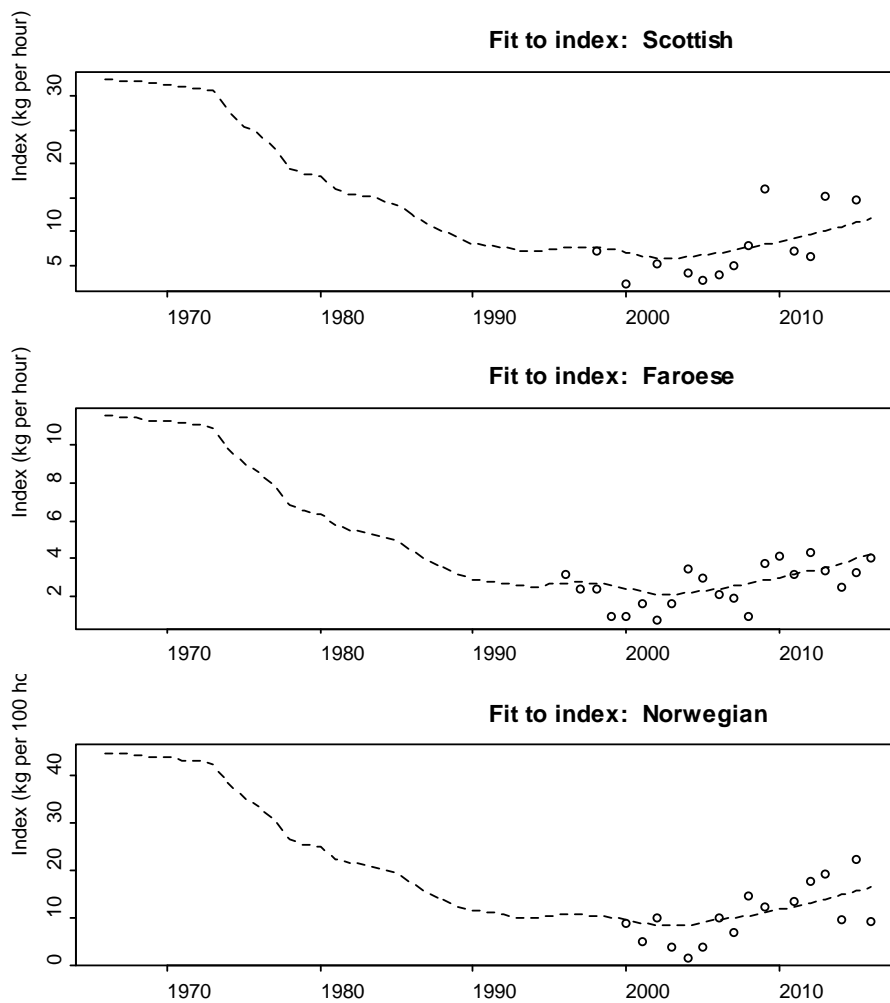 Fit to index: Scottish
Index (kg per hour)
30
20
10
5
1970 1980 1990 2000 2010
Fit to index: Faroese
Index (kg per hour)
10
8
6
4
2
1970 1980 1990 2000 2010
Fit to index: Norwegian
Index (kg per 100 ho
40
30
20
10
0
1970 1980 1990 2000 2010